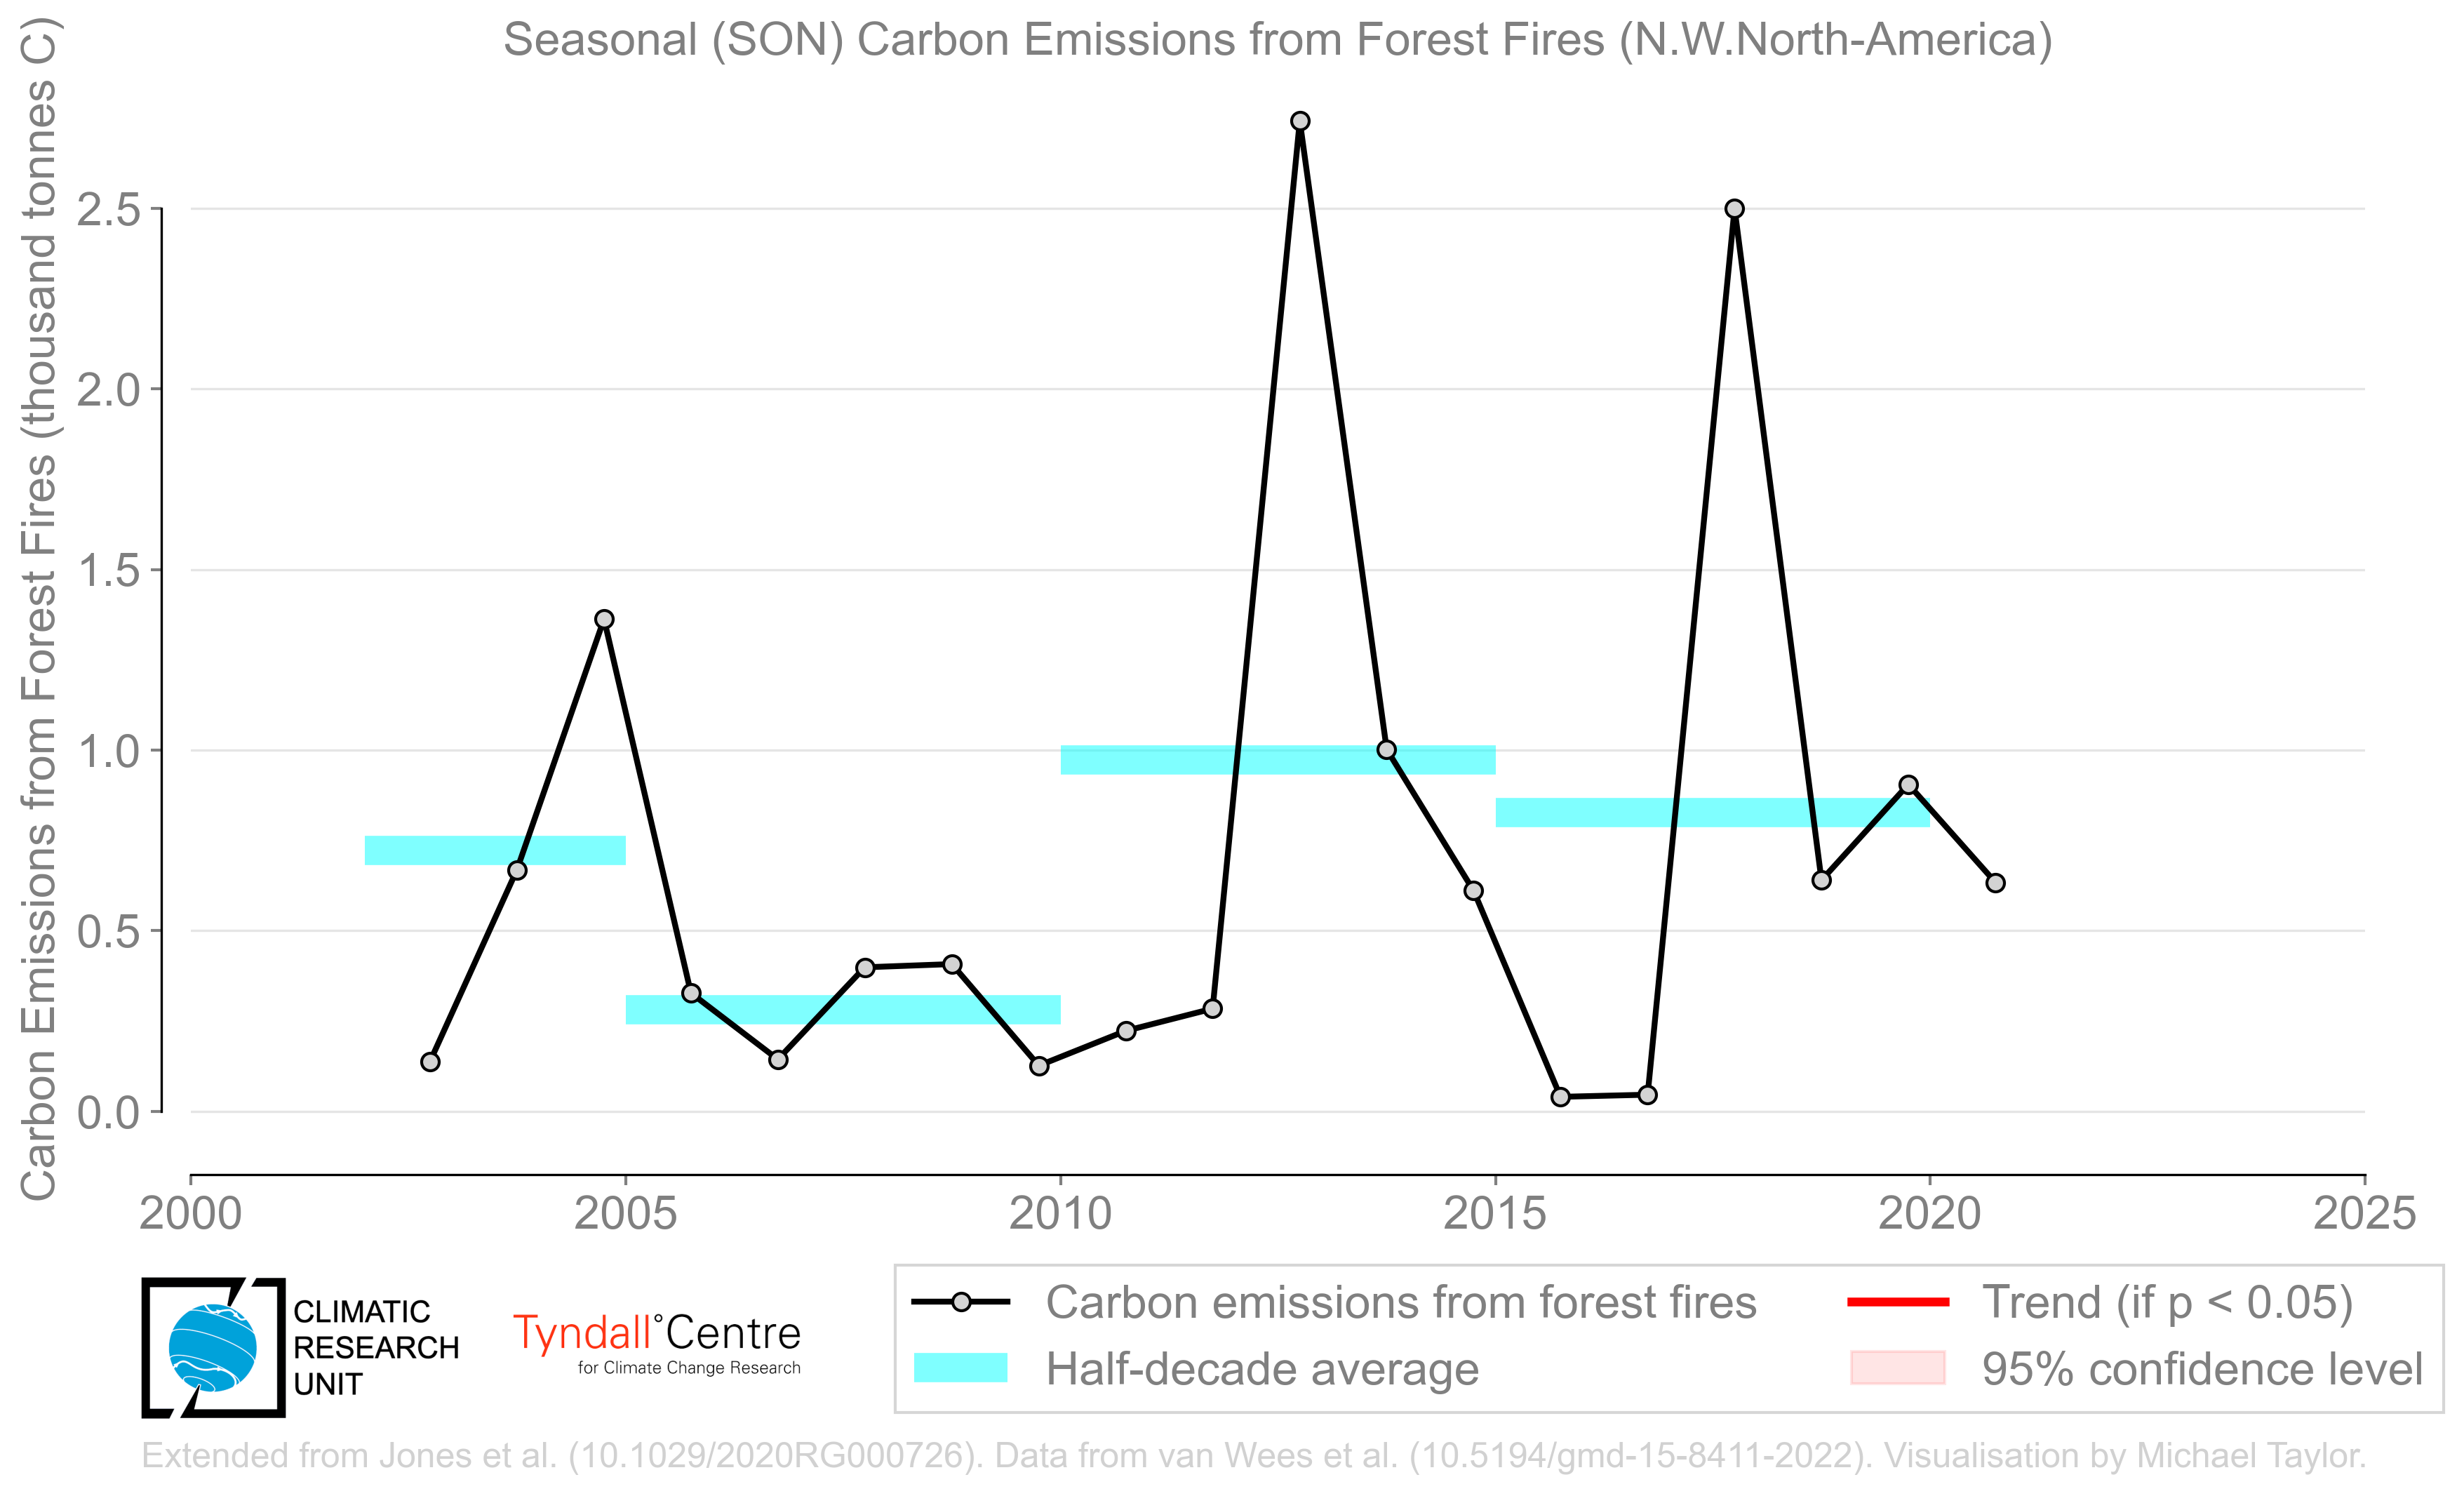 Seasonal (SON) Carbon Emissions from Forest Fires (N.W.North-America)
Carbon Emissions from Forest Fires (thousand tonnes C)
2.5
2.0
1.5
1.0
0.5
0.0
2000 2005 2010 2015 2020 2025
CLIMATIC
RESEARCH
UNIT
Tyndall°Centre
for Climate Change Research
Carbon emissions from forest fires
Half-decade average
Trend (if p < 0.05)
95% confidence level
Extended from Jones et al. (10.1029/2020RG000726). Data from van Wees et al. (10.5194/gmd-15-8411-2022). Visualisation by Michael Taylor.